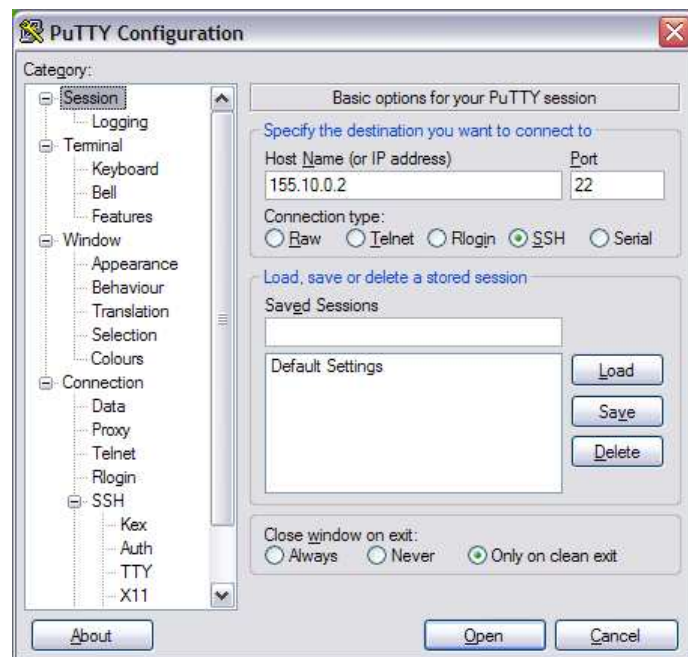 PuTTY Configuration
Category:
Session
Logging
Terminal
Keyboard
Bell
Features
Window
Appearance
Behaviour
Translation
Selection
Colours
Connection
Data
Proxy
Telnet
Rlogin
SSH
Kex
Auth
TTY
X11
Basic options for your PuTTY session
Specify the destination you want to connect to
Host Name (or IP address) Port
155.10.0.2 22
Connection type:
Raw Telnet Rlogin SSH Serial
Load, save or delete a stored session
Saved Sessions
Default Settings
Load
Save
Delete
Close window on exit:
Always Never Only on clean exit
About Open Cancel